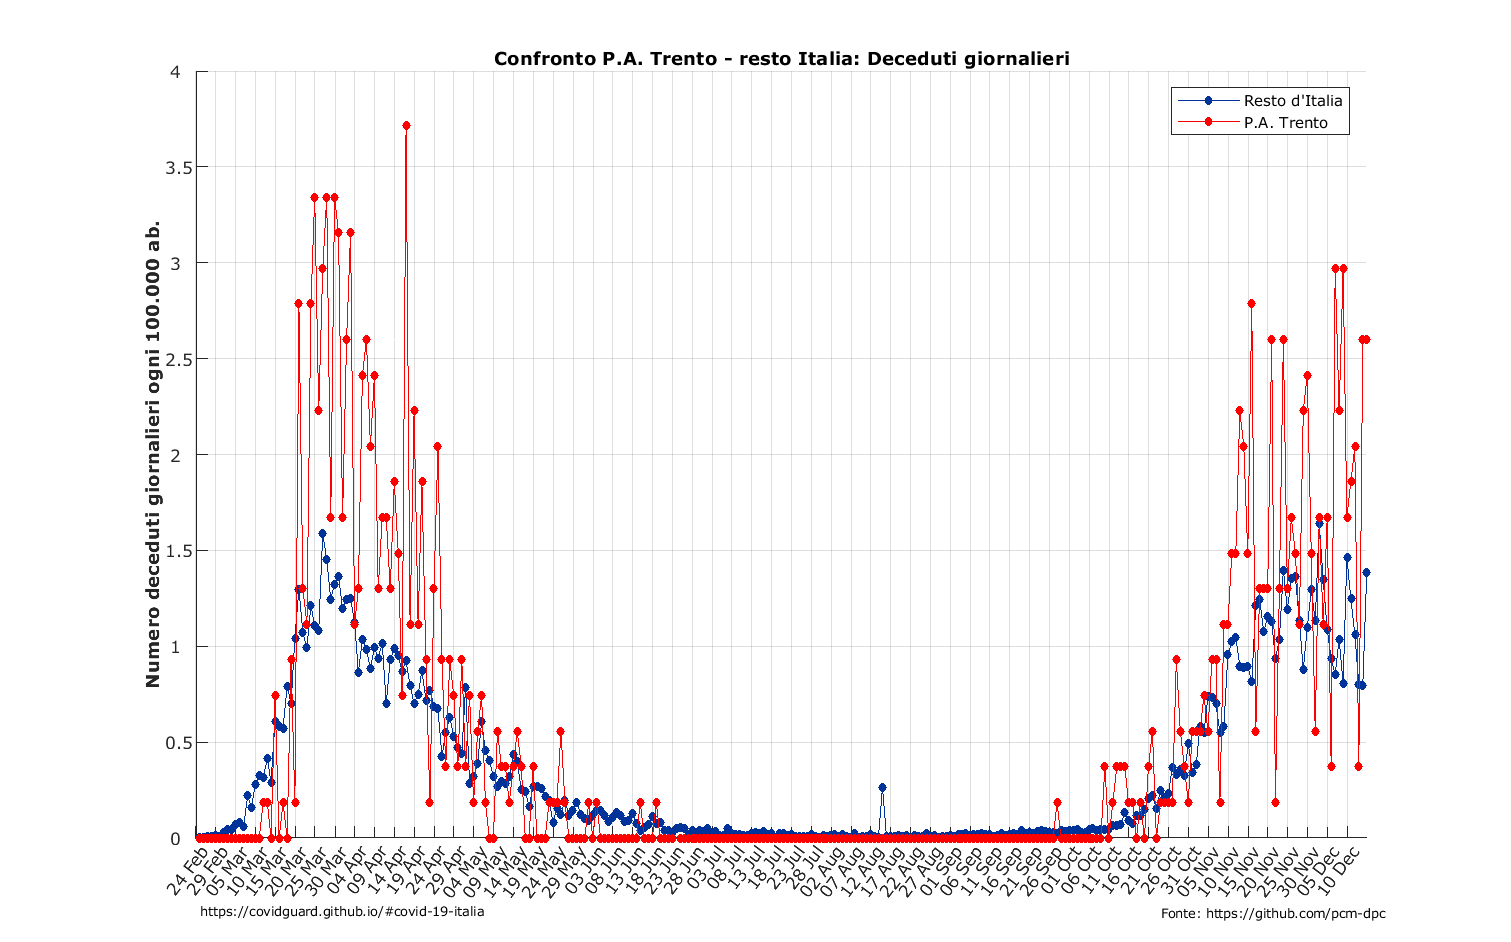 Confronto P.A. Trento - resto Italia: Deceduti giornalieri
Resto d'Italia
P.A. Trento
Numero deceduti giornalieri ogni 100.000 ab.
4
3.5
3
2.5
2
1.5
1
0.5
0
24 Feb
29 Feb
05 Mar
10 Mar
15 Mar
20 Mar
25 Mar
30 Mar
04 Apr
09 Apr
14 Apr
19 Apr
24 Apr
29 Apr
04 May
09 May
14 May
19 May
24 May
29 May
03 Jun
08 Jun
13 Jun
18 Jun
23 Jun
28 Jun
03 Jul
08 Jul
13 Jul
18 Jul
23 Jul
28 Jul
02 Aug
07 Aug
12 Aug
17 Aug
22 Aug
27 Aug
01 Sep
06 Sep
11 Sep
16 Sep
21 Sep
26 Sep
01 Oct
06 Oct
11 Oct
16 Oct
21 Oct
26 Oct
31 Oct
05 Nov
10 Nov
15 Nov
20 Nov
25 Nov
30 Nov
05 Dec
10 Dec
https://covidguard.github.io/#covid-19-italia
Fonte: https://github.com/pcm-dpc